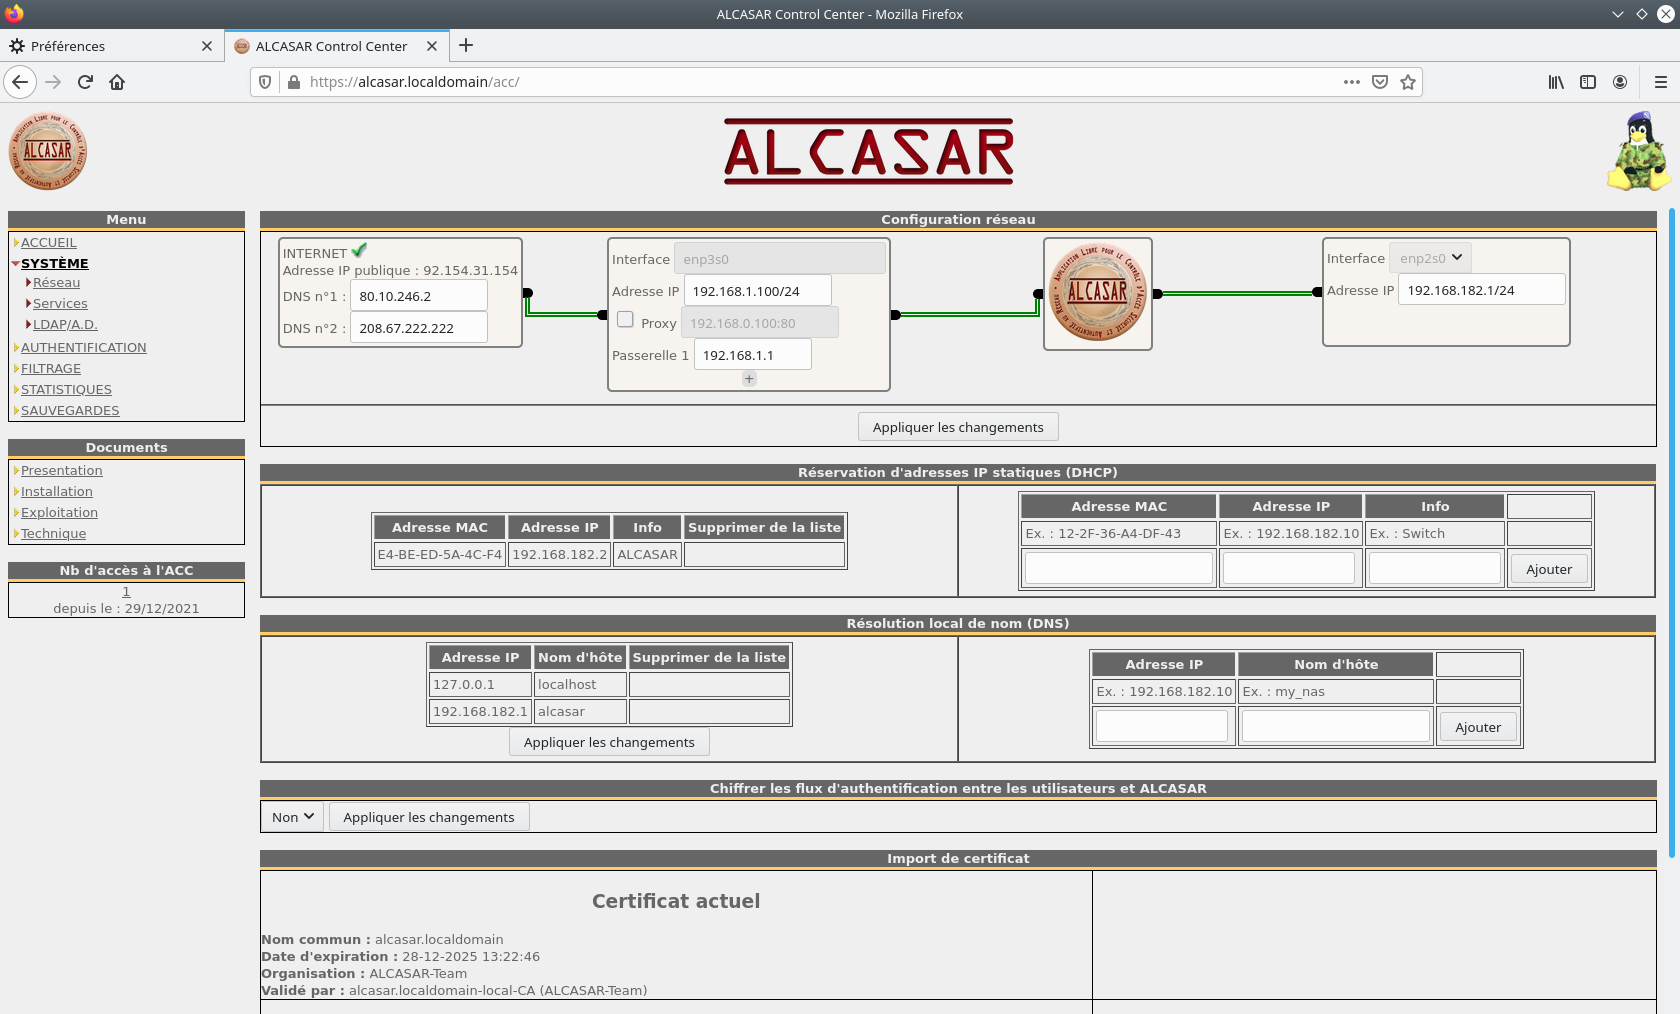 ALCASAR Control Center - Mozilla Firefox
Préférences
ALCASAR Control Center
https://alcasar.localdomain/acc/
ALCASAR
ALCASAR
Menu
ACCUEIL
SYSTÈME
Réseau
Services
LDAP/A.D.
AUTHENTIFICATION
FILTRAGE
STATISTIQUES
SAUVEGARDES
Documents
Presentation
Installation
Exploitation
Technique
Nb d'accès à l'ACC
1
depuis le : 29/12/2021
Configuration réseau
INTERNET
Adresse IP publique : 92.154.31.154
DNS n°1 : 80.10.246.2
DNS n°2 : 208.67.222.222
Interface enp3s0
Adresse IP 192.168.1.100/24
Proxy 192.168.0.100:80
Passerelle 1 192.168.1.1
+
ALCASAR
Interface enp2s0
Adresse IP 192.168.182.1/24
Appliquer les changements
Réservation d'adresses IP statiques (DHCP)
Adresse MAC Adresse IP Info Supprimer de la liste
E4-BE-ED-5A-4C-F4 192.168.182.2 ALCASAR
Adresse MAC Adresse IP Info
Ex. : 12-2F-36-A4-DF-43 Ex. : 192.168.182.10 Ex. : Switch
Ajouter
Résolution local de nom (DNS)
Adresse IP Nom d'hôte Supprimer de la liste
127.0.0.1 localhost
192.168.182.1 alcasar
Appliquer les changements
Adresse IP Nom d'hôte
Ex. : 192.168.182.10 Ex. : my_nas
Ajouter
Chiffrer les flux d'authentification entre les utilisateurs et ALCASAR
Non Appliquer les changements
Import de certificat
Certificat actuel
Nom commun : alcasar.localdomain
Date d'expiration : 28-12-2025 13:22:46
Organisation : ALCASAR-Team
Validé par : alcasar.localdomain-local-CA (ALCASAR-Team)